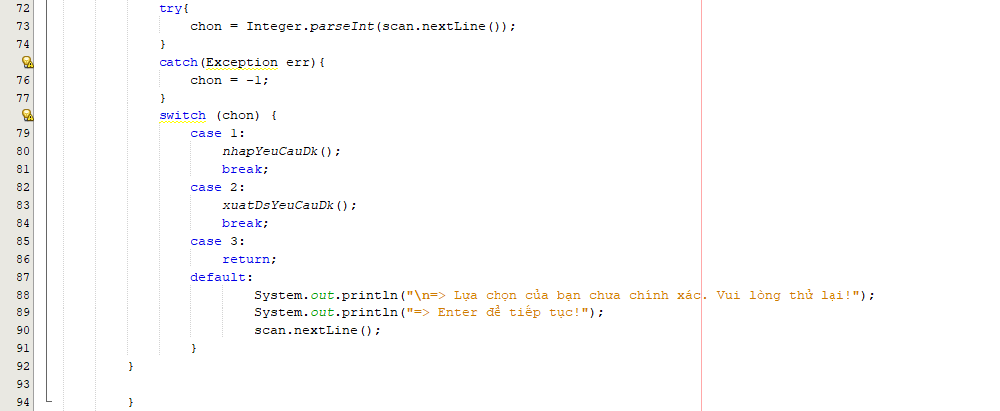 72 try{
73 chon = Integer.parseInt(scan.nextLine());
74 }
catch(Exception err){
76 chon = -1;
77 }
switch (chon) {
79 case 1:
80 nhapYeuCauDk();
81 break;
82 case 2:
83 xuatDsYeuCauDk();
84 break;
85 case 3:
86 return;
87 default:
88 System.out.println("\n=> Lựa chọn của bạn chưa chính xác. Vui lòng thử lại!");
89 System.out.println("=> Enter để tiếp tục!");
90 scan.nextLine();
91 }
92 }
93
94 }